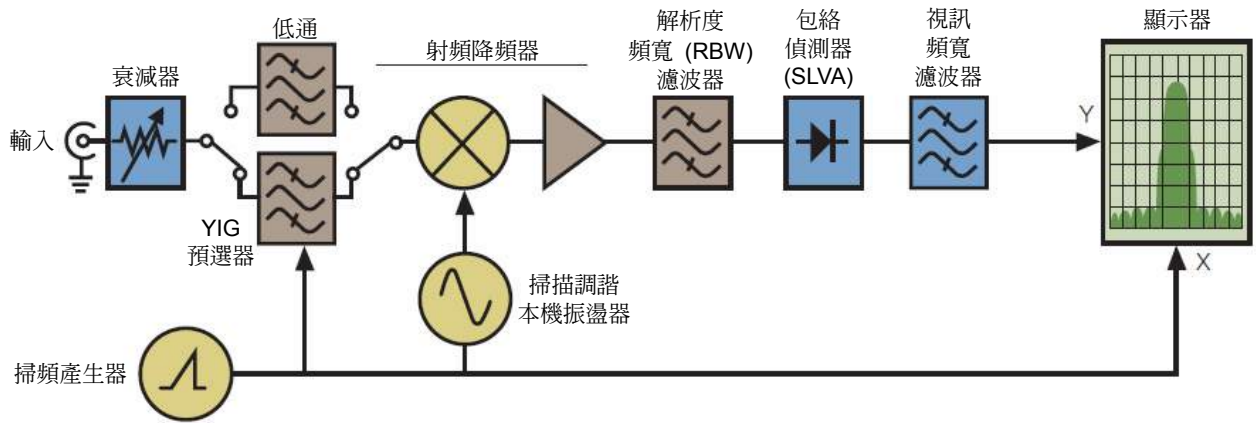 低通
衰減器
射頻降頻器
解析度
頻寬 (RBW)
濾波器
包絡
偵測器
(SLVA)
視訊
頻寬
濾波器
顯示器
輸入
Y
YIG
預選器
掃描調諧
本機振盪器
X
掃頻產生器